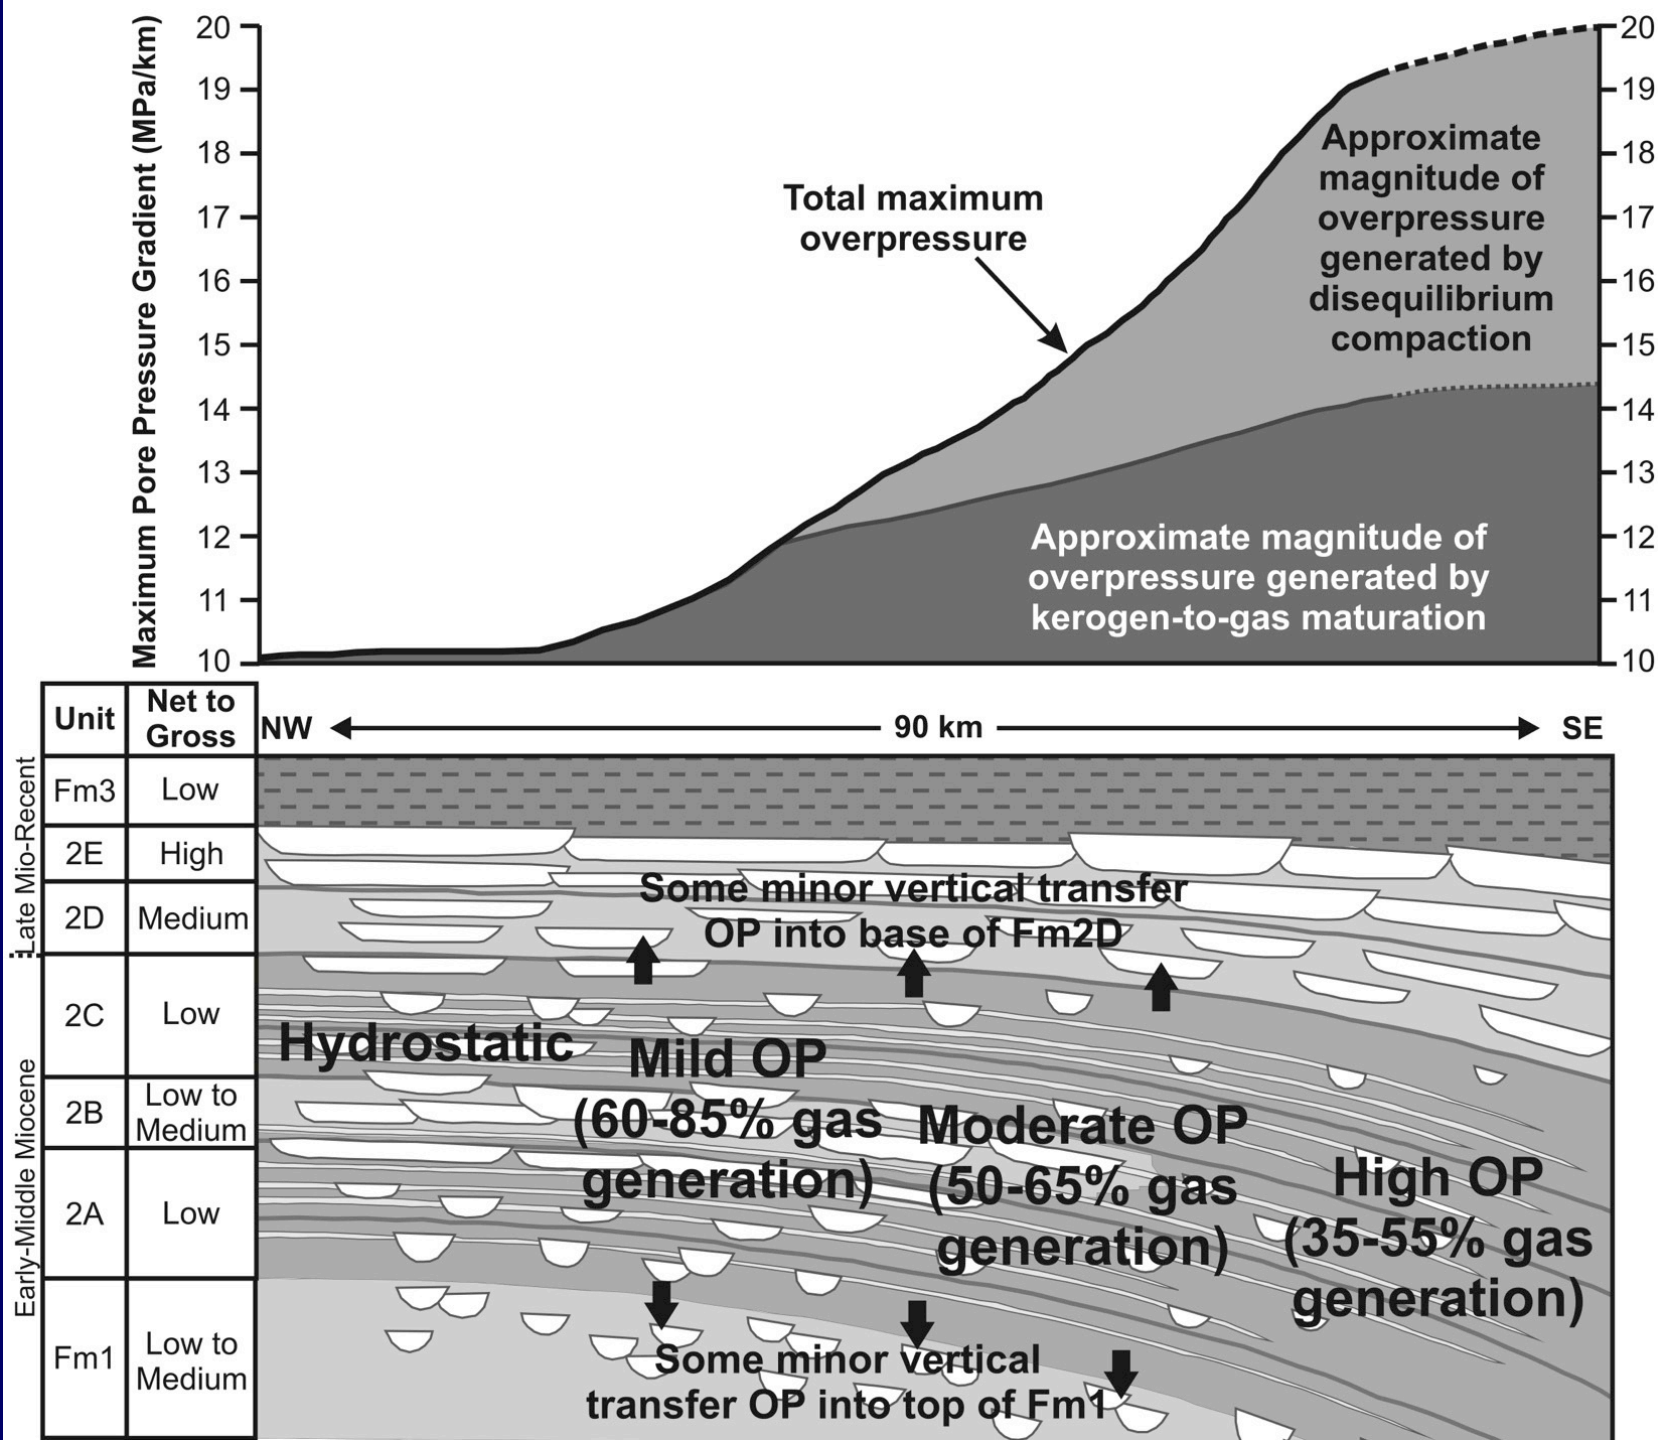 Maximum Pore Pressure Gradient (MPa/km)
20
19
18
17
16
15
14
13
12
11
10
20
19
18
17
16
15
14
13
12
11
10
Total maximum
overpressure
Approximate
magnitude of
overpressure
generated by
disequilibrium
compaction
Approximate magnitude of
overpressure generated by
kerogen-to-gas maturation
Unit
Net to
Gross
NW
90 km
SE
Late Mio-Recent
Early-Middle Miocene
Fm3
Low
2E
High
2D
Medium
2C
Low
2B
Low to
Medium
2A
Low
Fm1
Low to
Medium
Some minor vertical transfer
OP into base of Fm2D
Hydrostatic
Mild OP
(60-85% gas
generation)
Moderate OP
(50-65% gas
generation)
High OP
(35-55% gas
generation)
Some minor vertical
transfer OP into top of Fm1